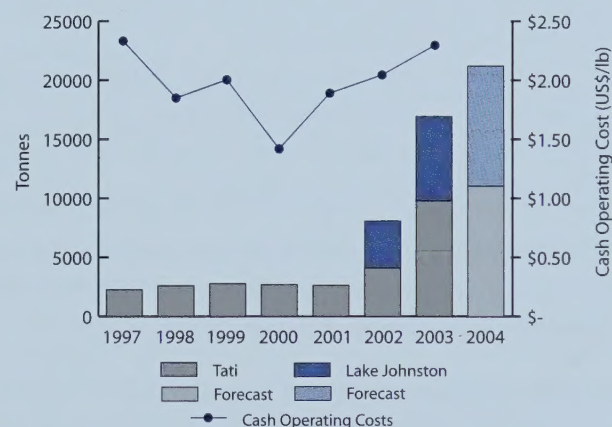 25000
20000
15000
10000
5000
0
Tonnes
$2.50
$2.00
$1.50
$1.00
$0.50
$-
Cash Operating Cost (US$/lb)
1997 1998 1999 2000 2001 2002 2003 2004
Tati Lake Johnston
Forecast Forecast
Cash Operating Costs